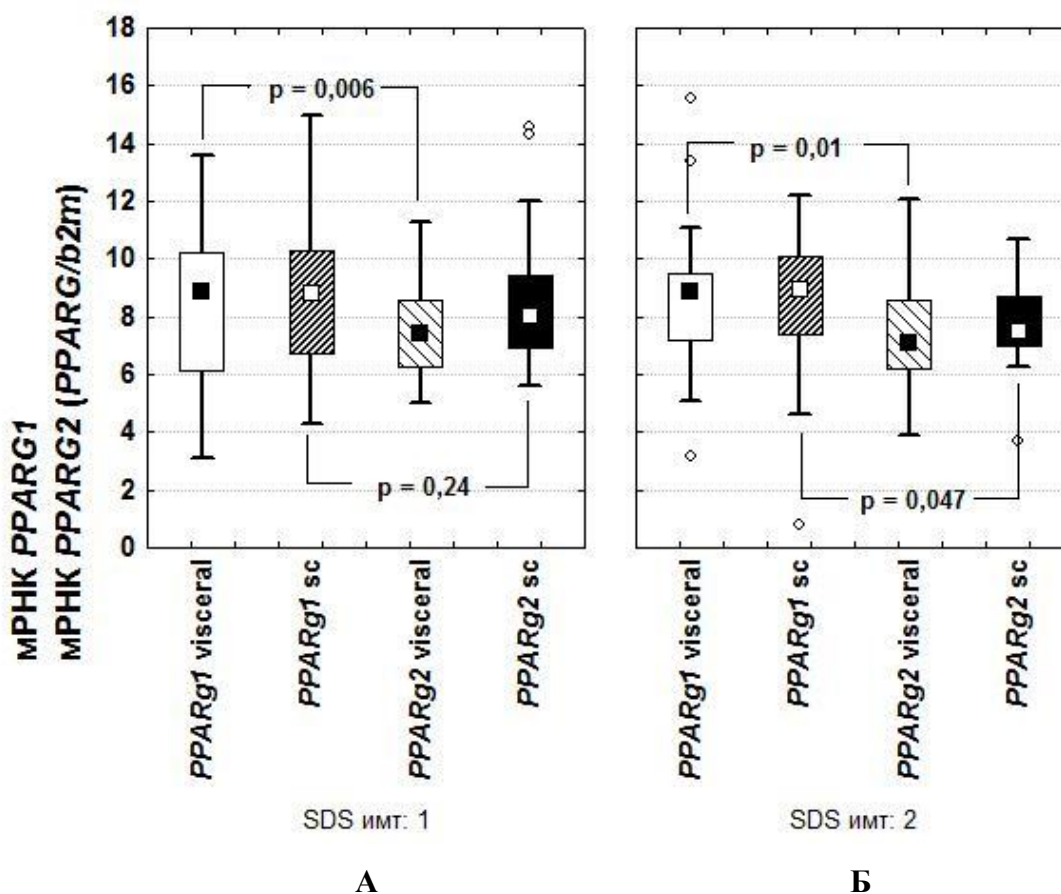 мРНК PPARG1
мРНК PPARG2 (PPARG/b2m)
18
16
14
12
10
8
6
4
2
0
p = 0,006
p = 0,24
PPARg1 visceral
PPARg1 sc
PPARg2 visceral
PPARg2 sc
SDS имт: 1
А
p = 0,01
p = 0,047
PPARg1 visceral
PPARg1 sc
PPARg2 visceral
PPARg2 sc
SDS имт: 2
Б